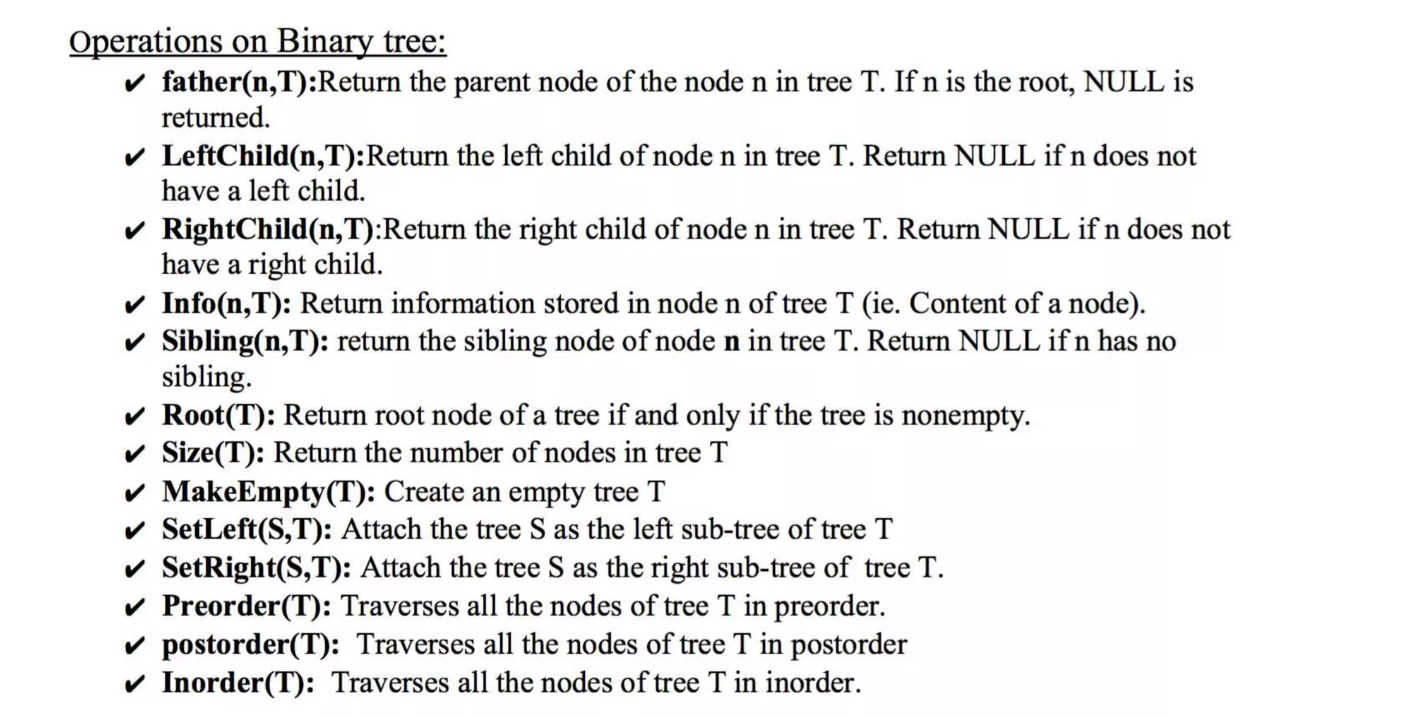 Operations on Binary tree:
✔ father(n,T):Return the parent node of the node n in tree T. If n is the root, NULL is
returned.
✔ LeftChild(n,T):Return the left child of node n in tree T. Return NULL if n does not
have a left child.
✔ RightChild(n,T):Return the right child of node n in tree T. Return NULL if n does not
have a right child.
✔ Info(n,T): Return information stored in node n of tree T (ie. Content of a node).
✔ Sibling(n,T): return the sibling node of node n in tree T. Return NULL if n has no
sibling.
✔ Root(T): Return root node of a tree if and only if the tree is nonempty.
✔ Size(T): Return the number of nodes in tree T
✔ MakeEmpty(T): Create an empty tree T
✔ SetLeft(S,T): Attach the tree S as the left sub-tree of tree T
✔ SetRight(S,T): Attach the tree S as the right sub-tree of tree T.
✔ Preorder(T): Traverses all the nodes of tree T in preorder.
✔ postorder(T): Traverses all the nodes of tree T in postorder
✔ Inorder(T): Traverses all the nodes of tree T in inorder.